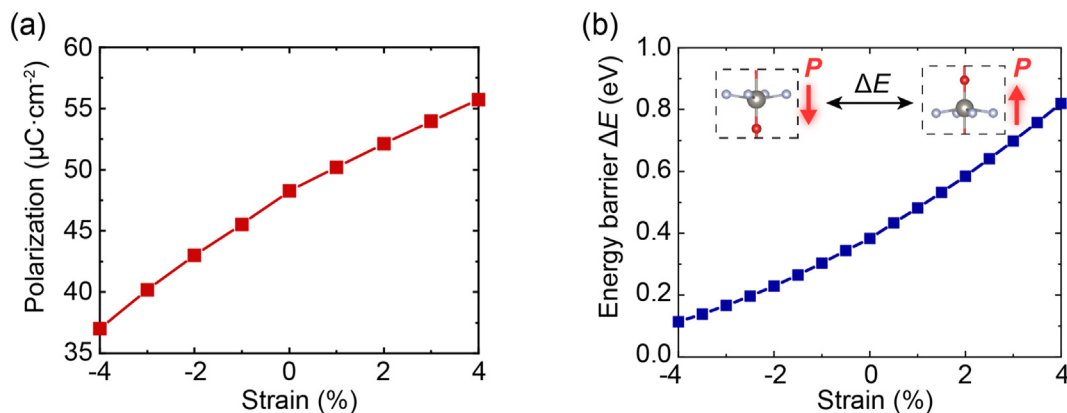 (a)
60
55
50
45
40
35
Polarization (μC·cm⁻²)
-4
-2
0
2
4
Strain (%)
(b)
1.0
0.8
0.6
0.4
0.2
0.0
Energy barrier ΔE (eV)
P
ΔE
P
-4
-2
0
2
4
Strain (%)